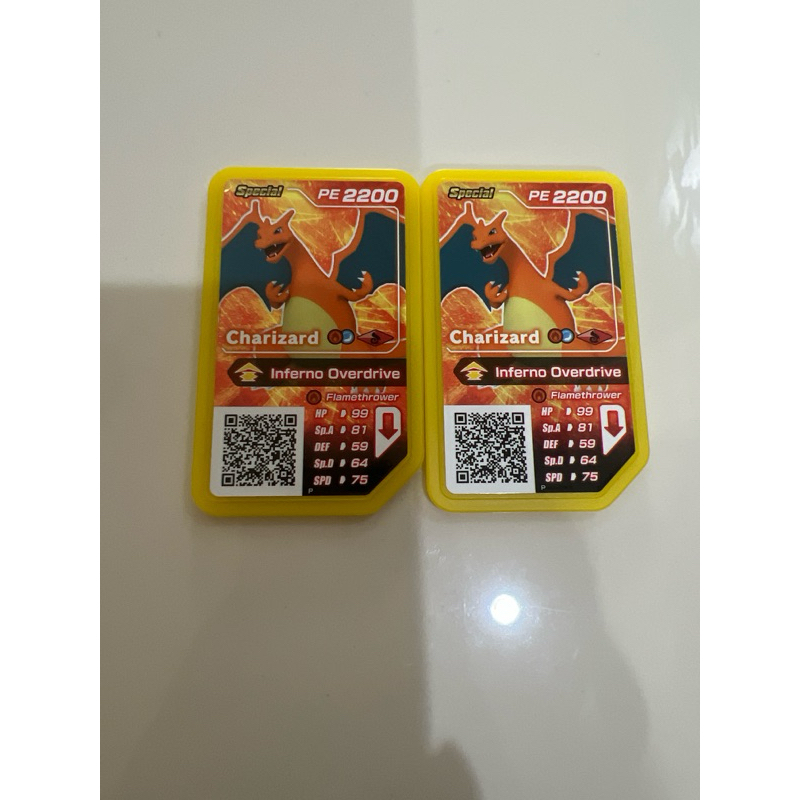 Special PE 2200
Charizard
Inferno Overdrive
Flamethrower
HP 99
Sp.A 81
DEF 59
Sp.D 64
SPD 75
P
Special PE 2200
Charizard
Inferno Overdrive
Flamethrower
HP 99
Sp.A 81
DEF 59
Sp.D 64
SPD 75
P